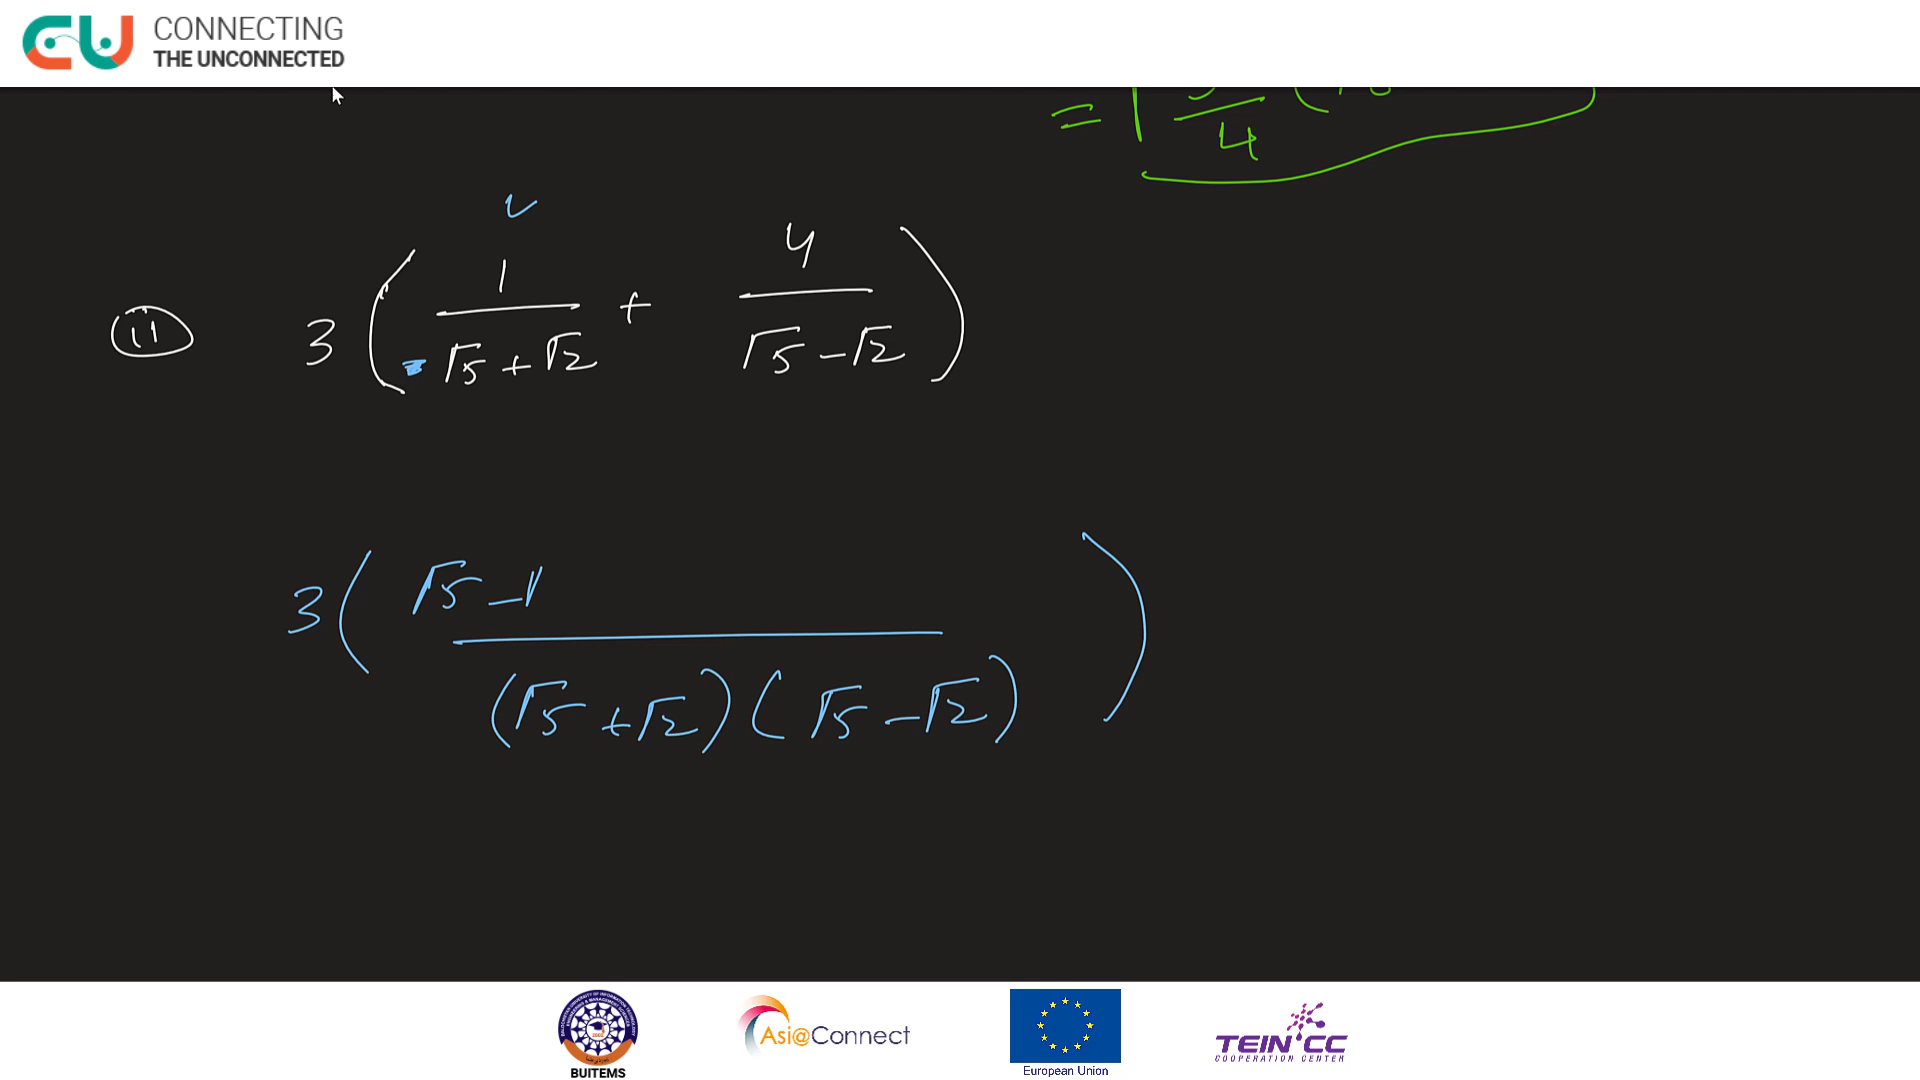 CONNECTING
THE UNCONNECTED
= 4
(ii) 3 ( 1 / √5 + √2 + 4 / √5 − √2 )
3 ( √5 − 1 / (√5 + √2) (√5 − √2) )
BUITEMS
Asi@Connect
European Union
TEIN*CC
COOPERATION CENTER